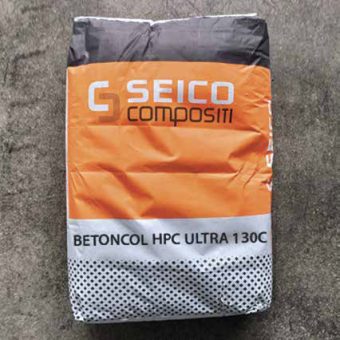 SEICO
COMPOSITI
BETONCOL HPC ULTRA 130C